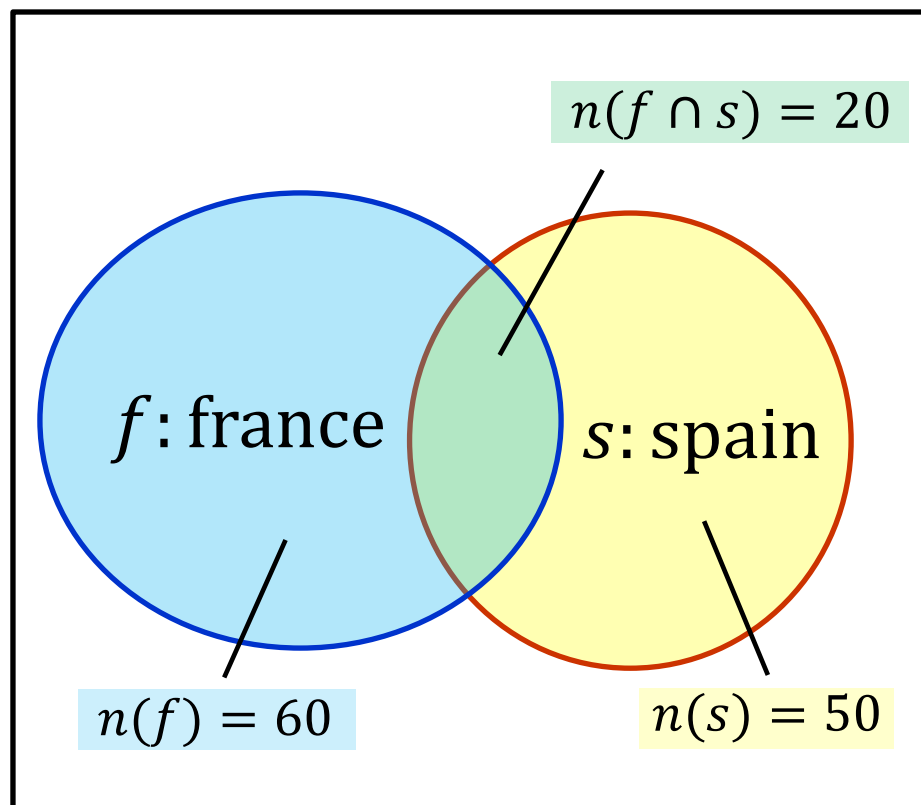 n(f ∩ s) = 20
f: france
s: spain
n(f) = 60
n(s) = 50